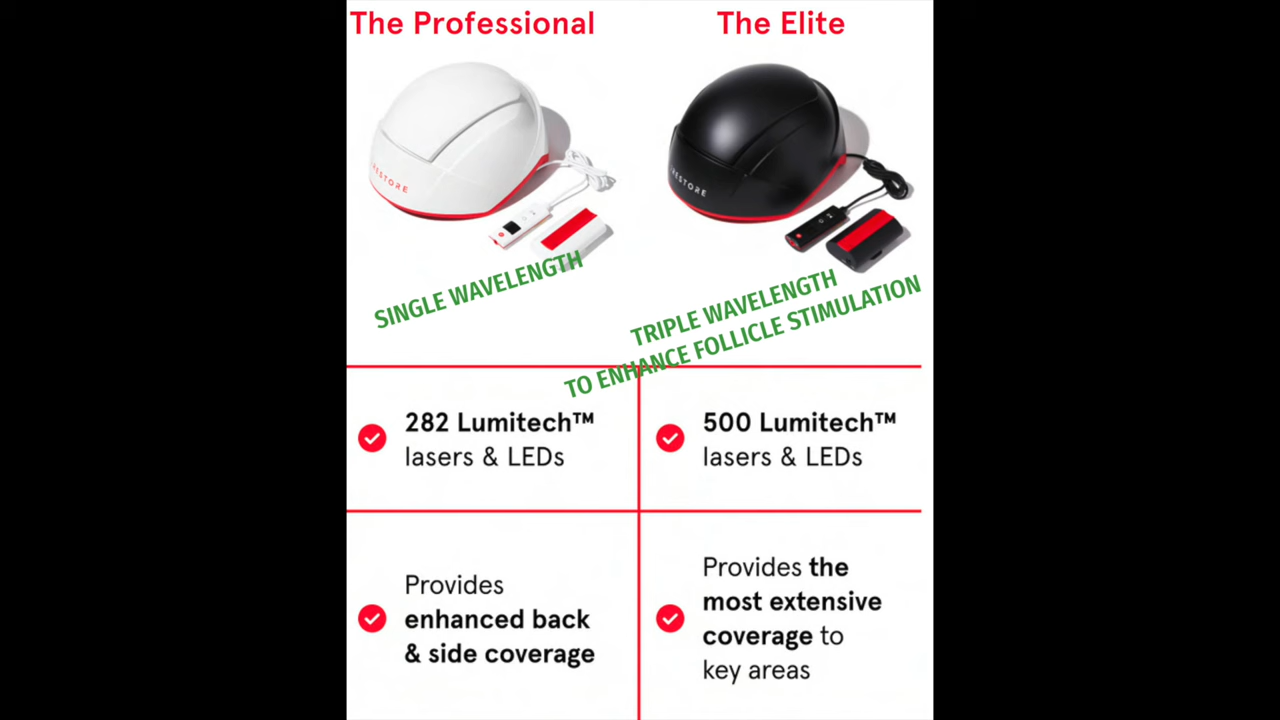 The Professional
The Elite
RESTORE
RESTORE
SINGLE WAVELENGTH
TRIPLE WAVELENGTH
TO ENHANCE FOLLICLE STIMULATION
282 Lumitech™
lasers & LEDs
500 Lumitech™
lasers & LEDs
Provides
enhanced back
& side coverage
Provides the
most extensive
coverage to
key areas